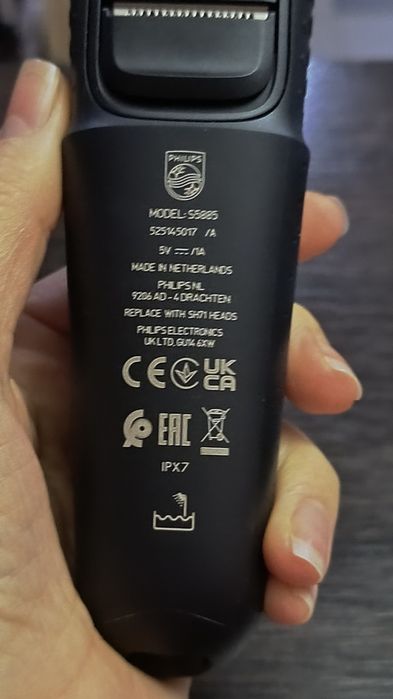 PHILIPS
MODEL: S5885
525145017 /A
5V ⎓ /1A
MADE IN NETHERLANDS
PHILIPS NL
9206 AD - 4 DRACHTEN
REPLACE WITH SH71 HEADS
PHILIPS ELECTRONICS
UK LTD, GU14 6XW
CE UK
CA
EAC
IPX7